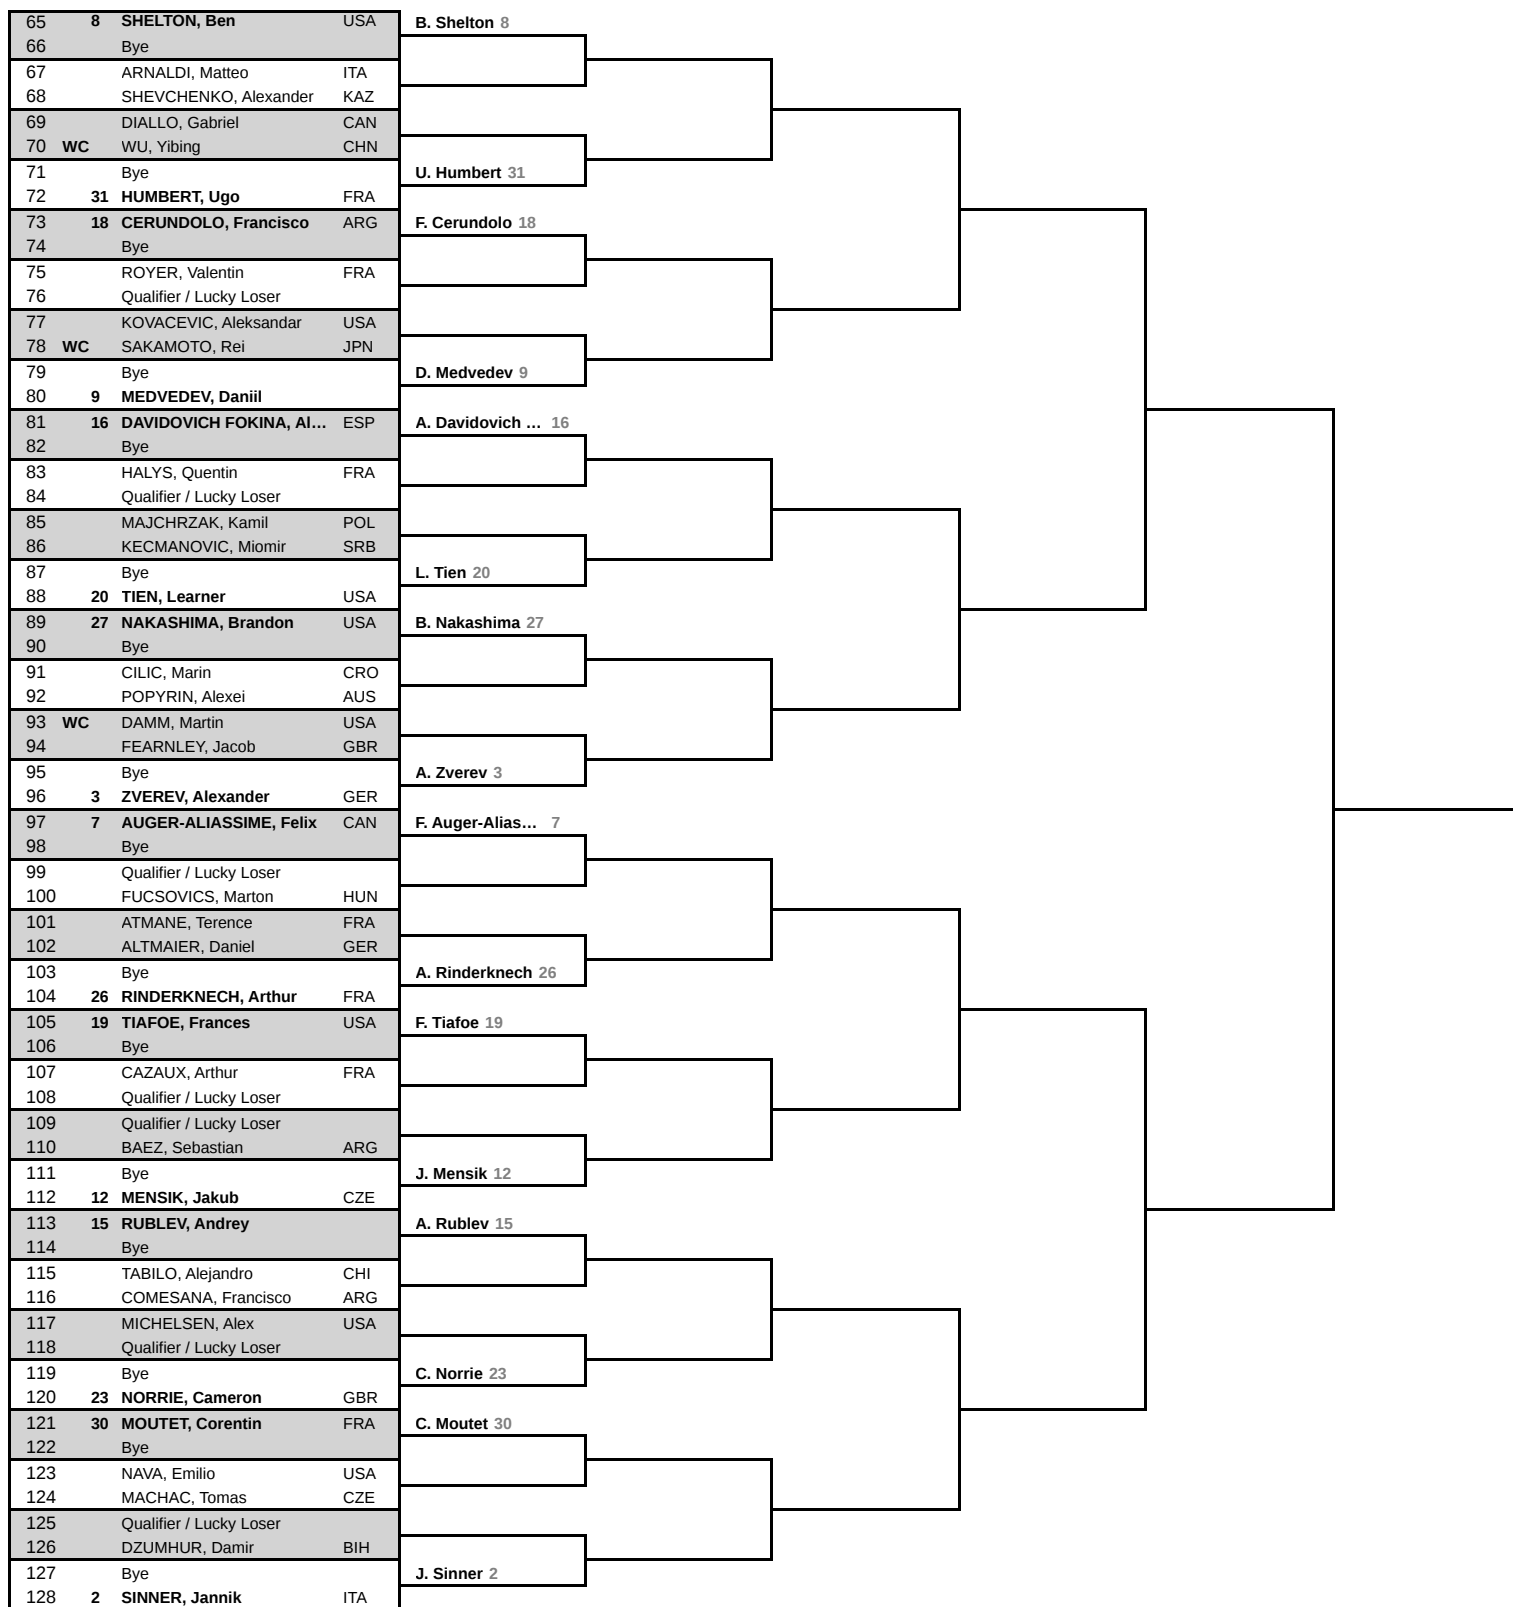 65 8 SHELTON, Ben USA B. Shelton 8
66 Bye
67 ARNALDI, Matteo ITA
68 SHEVCHENKO, Alexander KAZ
69 DIALLO, Gabriel CAN
70 WC WU, Yibing CHN
71 Bye U. Humbert 31
72 31 HUMBERT, Ugo FRA
73 18 CERUNDOLO, Francisco ARG F. Cerundolo 18
74 Bye
75 ROYER, Valentin FRA
76 Qualifier / Lucky Loser
77 KOVACEVIC, Aleksandar USA
78 WC SAKAMOTO, Rei JPN
79 Bye D. Medvedev 9
80 9 MEDVEDEV, Daniil
81 16 DAVIDOVICH FOKINA, Al... ESP A. Davidovich ... 16
82 Bye
83 HALYS, Quentin FRA
84 Qualifier / Lucky Loser
85 MAJCHRZAK, Kamil POL
86 KECMANOVIC, Miomir SRB
87 Bye L. Tien 20
88 20 TIEN, Learner USA
89 27 NAKASHIMA, Brandon USA B. Nakashima 27
90 Bye
91 CILIC, Marin CRO
92 POPYRIN, Alexei AUS
93 WC DAMM, Martin USA
94 FEARNLEY, Jacob GBR
95 Bye A. Zverev 3
96 3 ZVEREV, Alexander GER
97 7 AUGER-ALIASSIME, Felix CAN F. Auger-Alias... 7
98 Bye
99 Qualifier / Lucky Loser
100 FUCSOVICS, Marton HUN
101 ATMANE, Terence FRA
102 ALTMAIER, Daniel GER
103 Bye A. Rinderknech 26
104 26 RINDERKNECH, Arthur FRA
105 19 TIAFOE, Frances USA F. Tiafoe 19
106 Bye
107 CAZAUX, Arthur FRA
108 Qualifier / Lucky Loser
109 Qualifier / Lucky Loser
110 BAEZ, Sebastian ARG
111 Bye J. Mensik 12
112 12 MENSIK, Jakub CZE
113 15 RUBLEV, Andrey A. Rublev 15
114 Bye
115 TABILO, Alejandro CHI
116 COMESANA, Francisco ARG
117 MICHELSEN, Alex USA
118 Qualifier / Lucky Loser
119 Bye C. Norrie 23
120 23 NORRIE, Cameron GBR
121 30 MOUTET, Corentin FRA C. Moutet 30
122 Bye
123 NAVA, Emilio USA
124 MACHAC, Tomas CZE
125 Qualifier / Lucky Loser
126 DZUMHUR, Damir BIH
127 Bye J. Sinner 2
128 2 SINNER, Jannik ITA